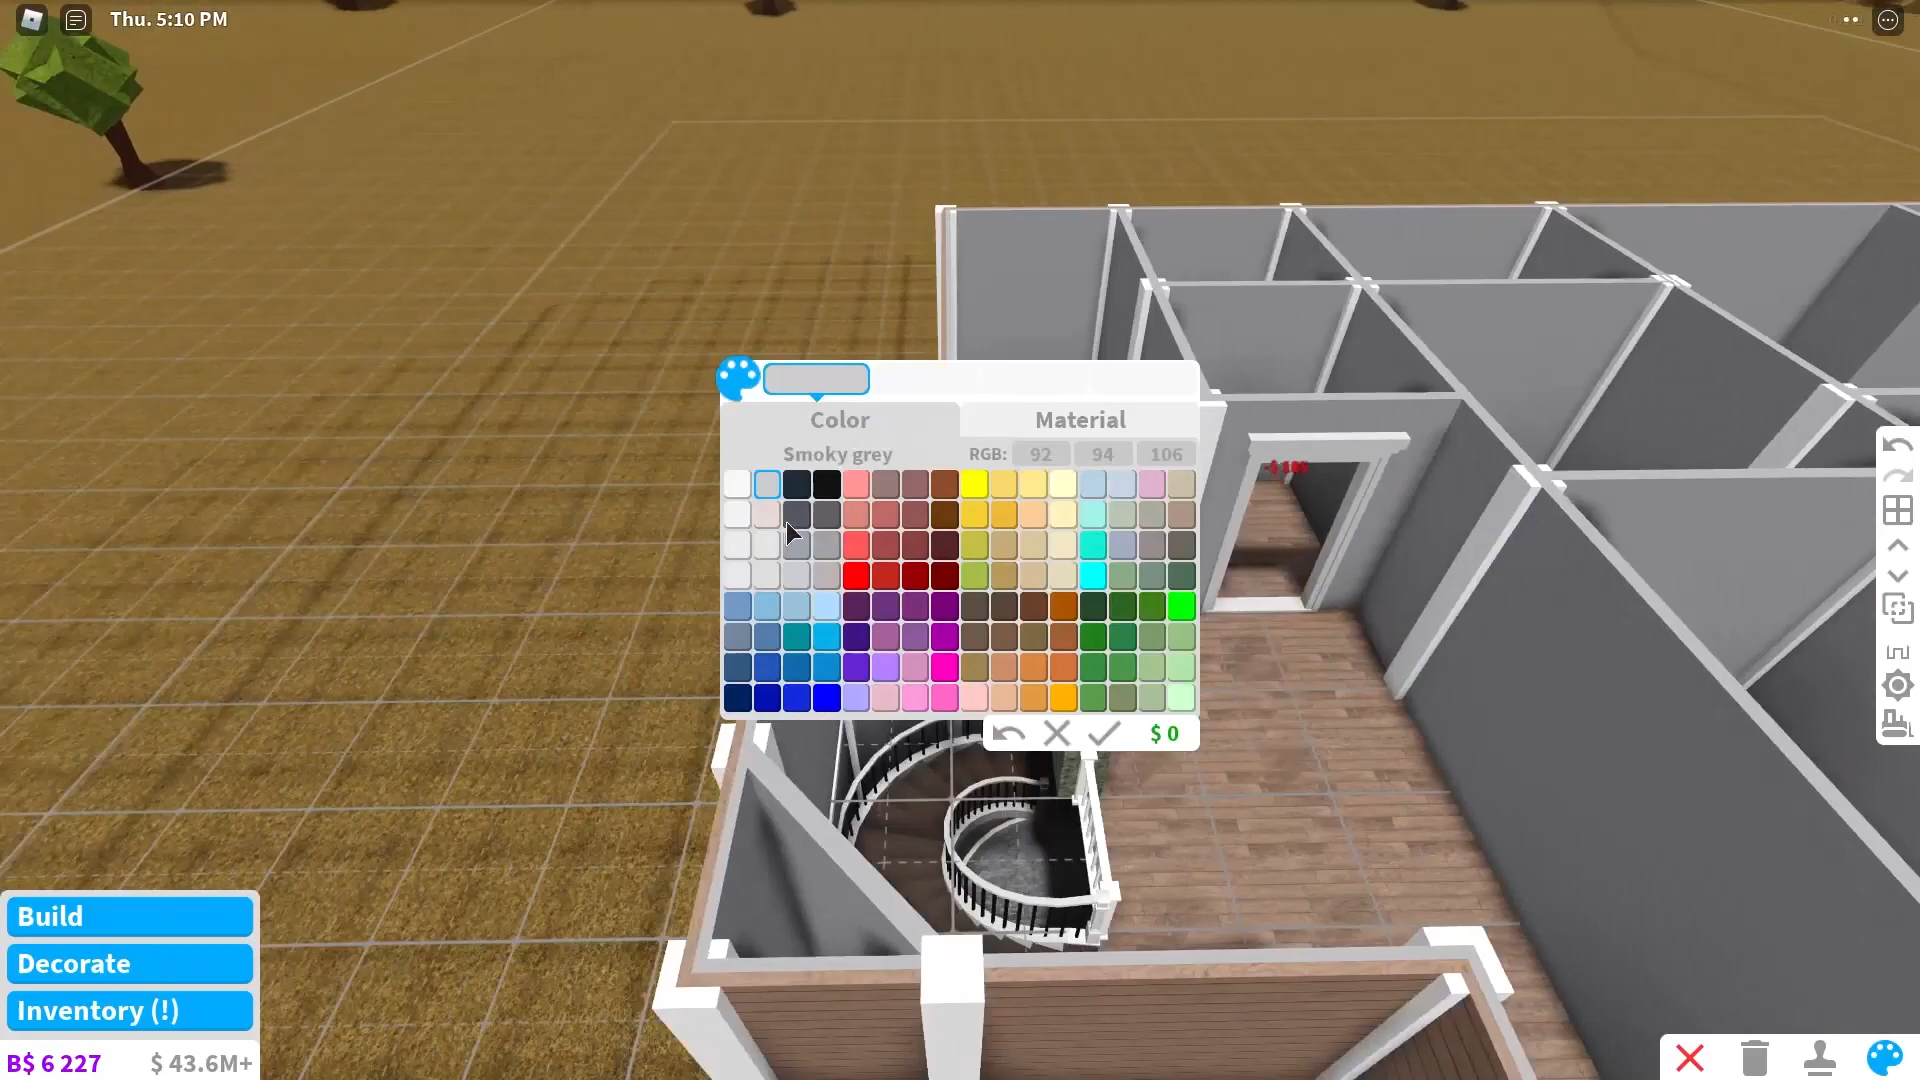 Thu. 5:10 PM
Color
Material
Smoky grey
RGB: 92 94 106
$ 0
Build
Decorate
Inventory (!)
B$ 6 227
$ 43.6M+